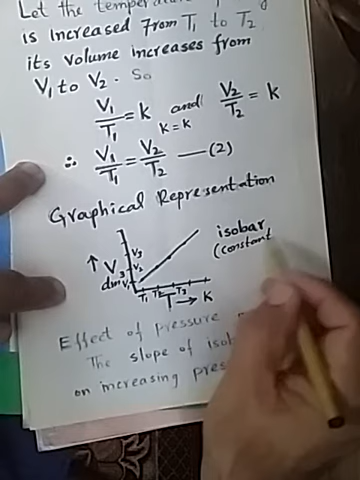 Let the temperature
is increased from T₁ to T₂
its volume increases from
V₁ to V₂. So
V₁/T₁ = k and V₂/T₂ = k
k = k
∴ V₁/T₁ = V₂/T₂ —(2)
Graphical Representation
isobar
(constant
↑ V
dm³
V₃
V₂
V₁
T₁ T₂ T₃
T → K
Effect of pressure
The slope of
on increasing